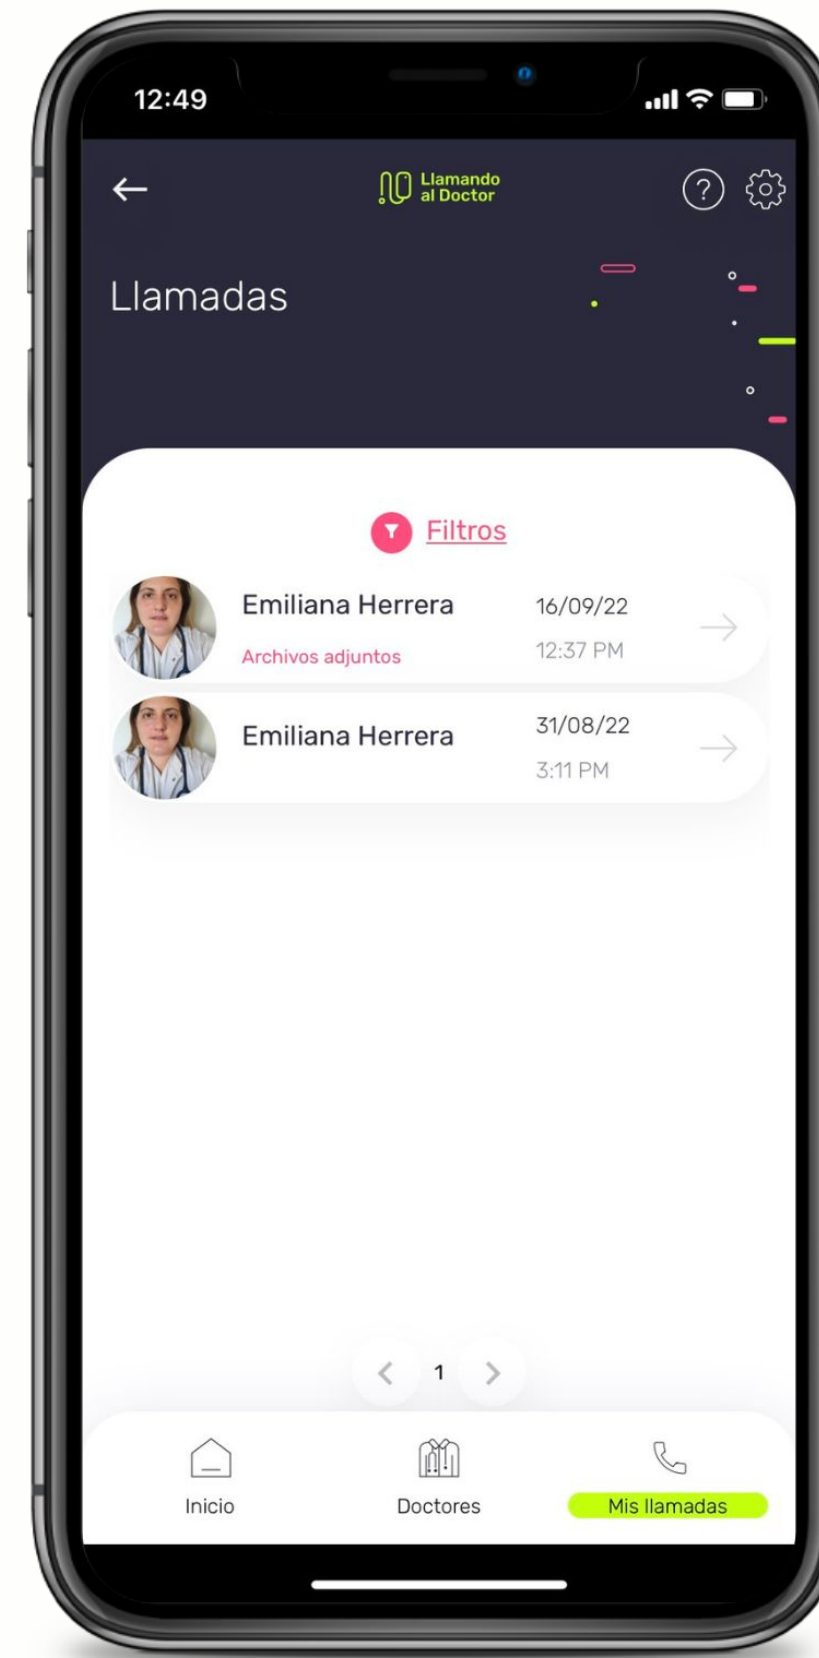 12:49
Llamando
al Doctor
?
Llamadas
Filtros
Emiliana Herrera
16/09/22
Archivos adjuntos
12:37 PM
Emiliana Herrera
31/08/22
3:11 PM
< 1 >
Inicio
Doctores
Mis llamadas